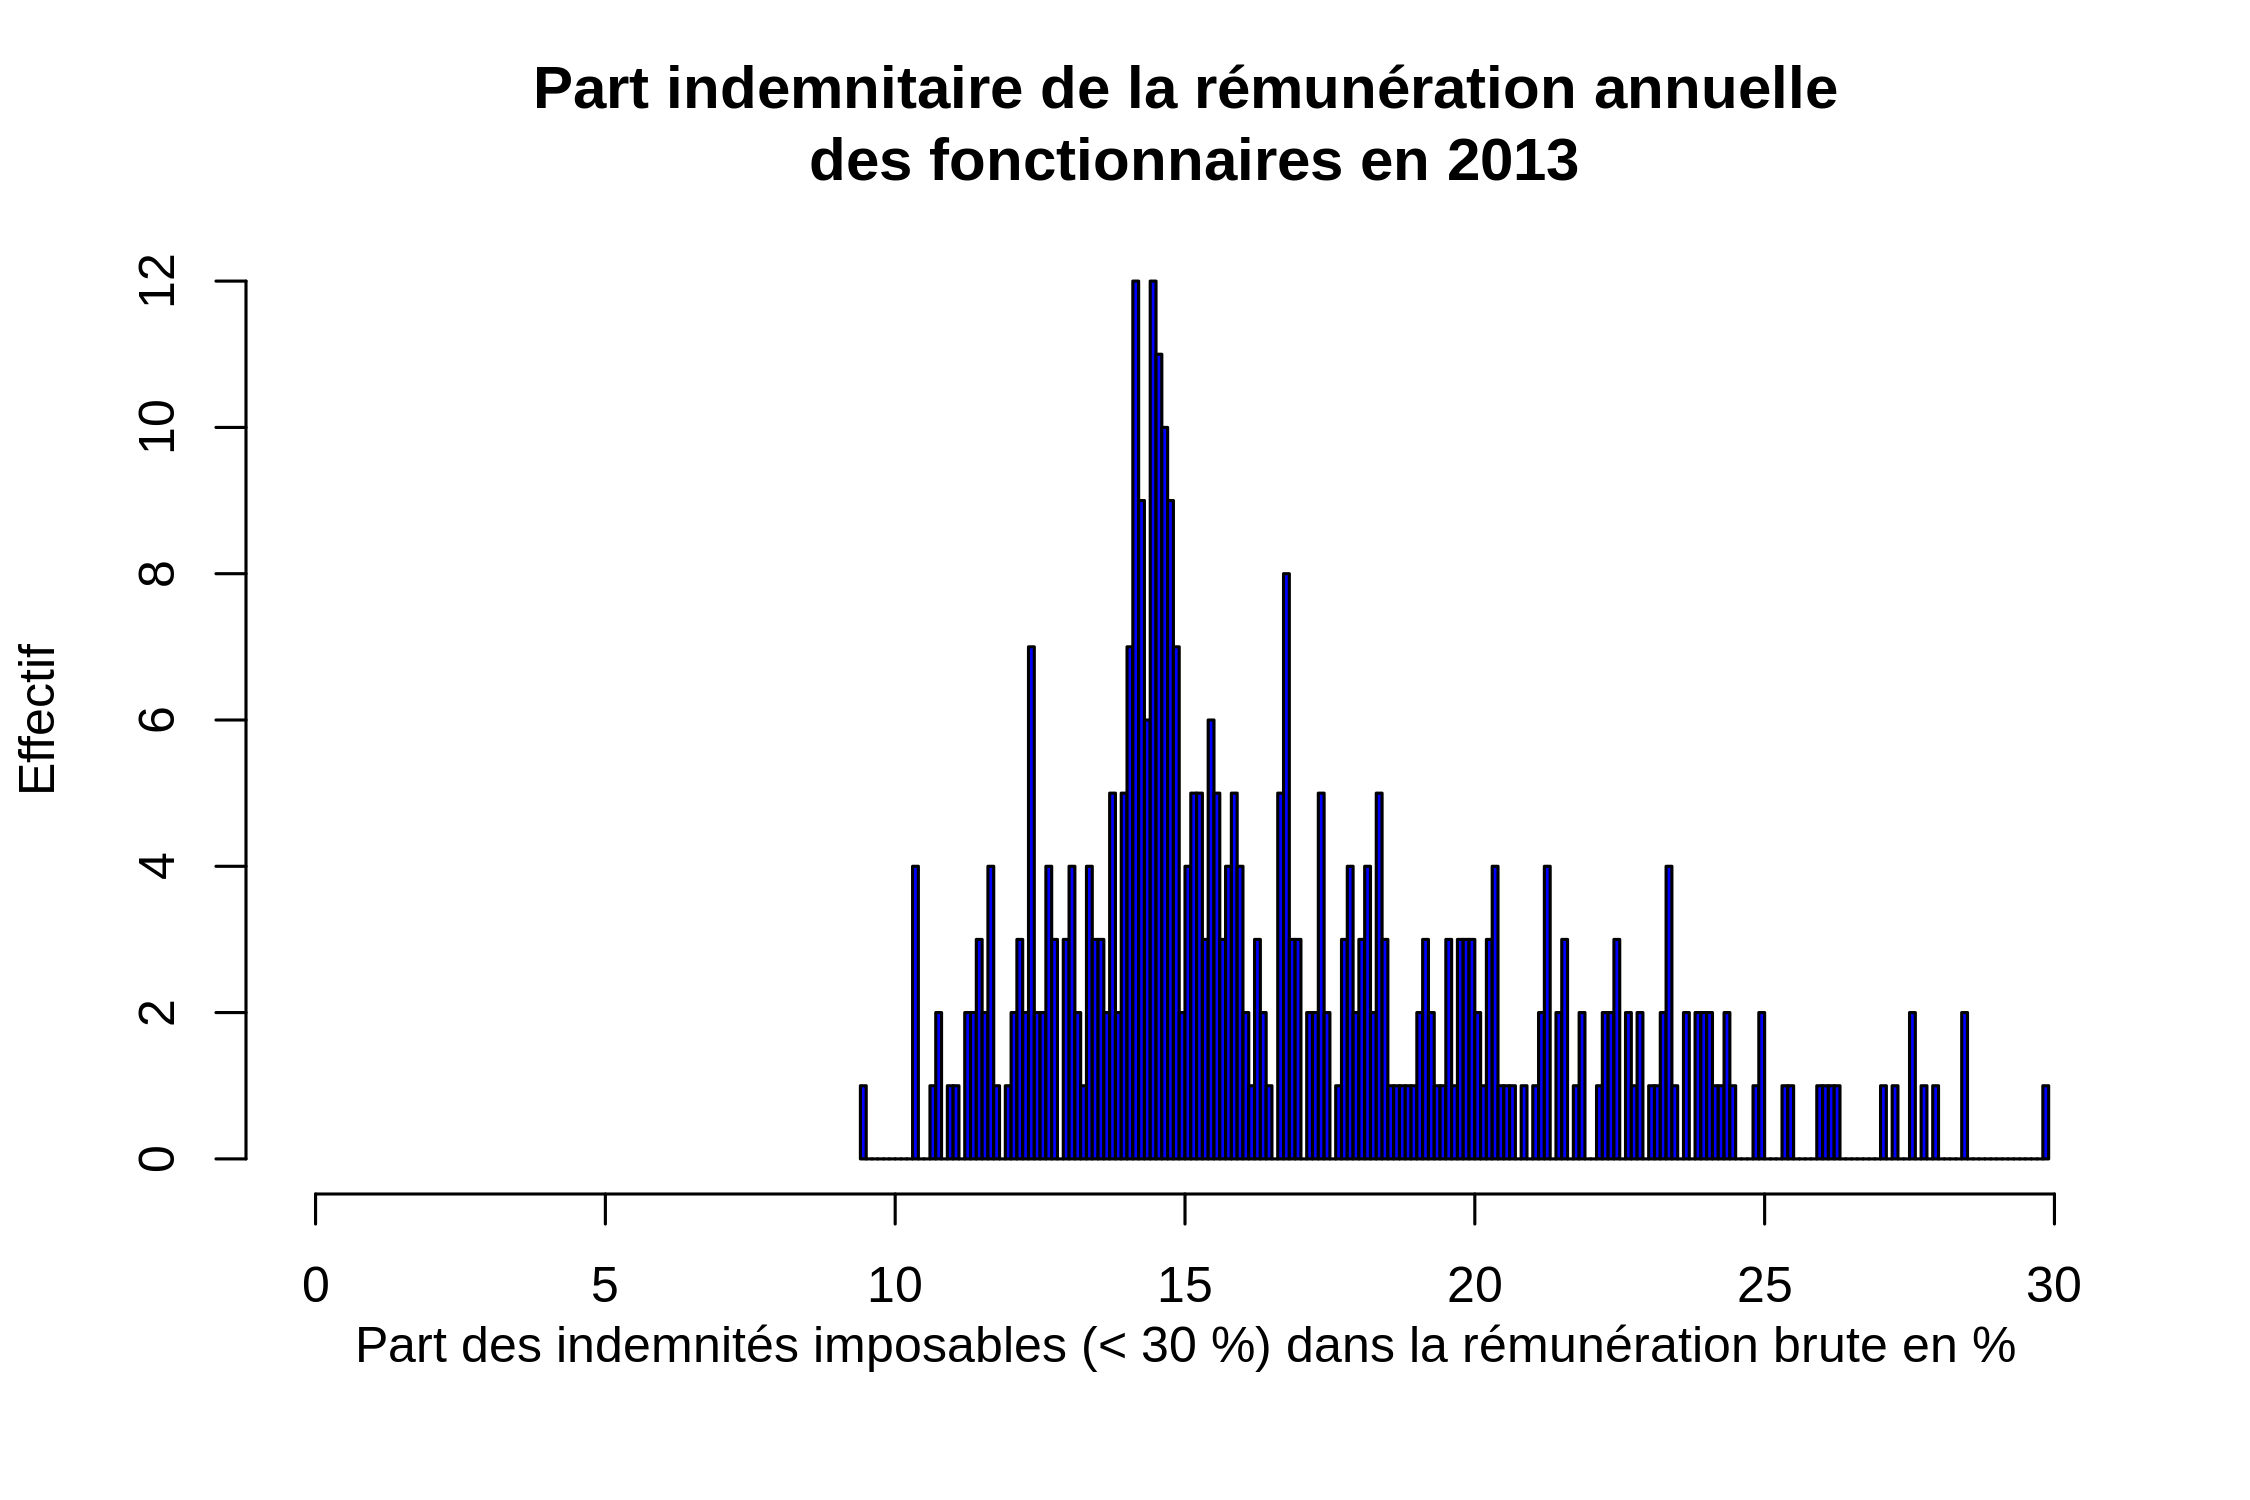 Part indemnitaire de la rémunération annuelle
des fonctionnaires en 2013
Effectif
12
10
8
6
4
2
0
0 5 10 15 20 25 30
Part des indemnités imposables (< 30 %) dans la rémunération brute en %